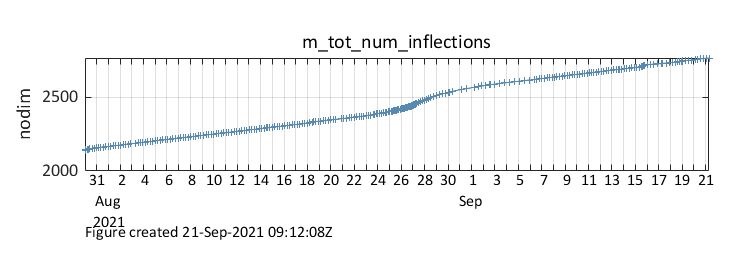 m_tot_num_inflections
nodim
2500
2000
31 2 4 6 8 10 12 14 16 18 20 22 24 26 28 30 1 3 5 7 9 11 13 15 17 19 21
Aug Sep
2021
Figure created 21-Sep-2021 09:12:08Z